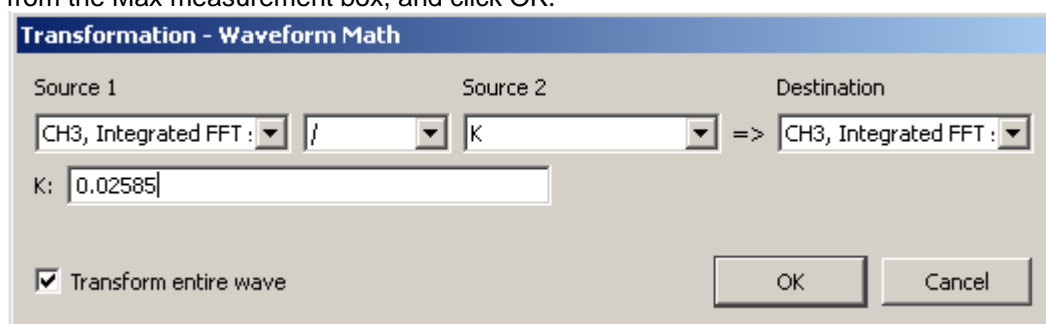 from the Max measurement box, and click OK.
Transformation - Waveform Math
Source 1 Source 2 Destination
CH3, Integrated FFT : / K => CH3, Integrated FFT :
K: 0.02585
Transform entire wave OK Cancel